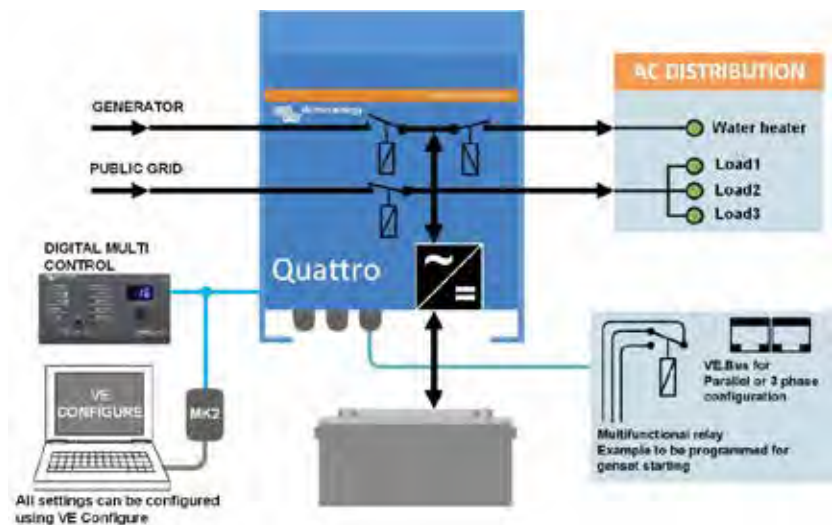 GENERATOR
PUBLIC GRID
AC DISTRIBUTION
Water heater
Load1
Load2
Load3
DIGITAL MULTI
CONTROL
Quattro
VE
CONFIGURE
MK2
All settings can be configured
using VE Configure
VE.Bus for
Parallel or 3 phase
configuration
Multifunctional relay
Example to be programmed for
genset starting